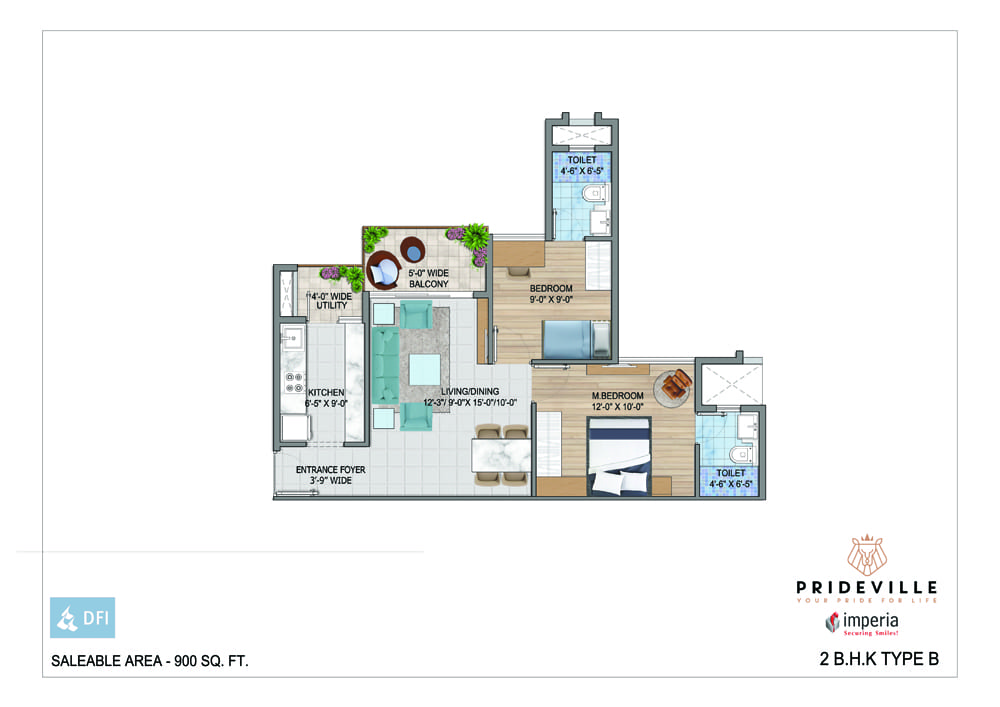 TOILET
4'-6" X 6'-5"
5'-0" WIDE
BALCONY
BEDROOM
9'-0" X 9'-0"
4'-0" WIDE
UTILITY
KITCHEN
6'-5" X 9'-0"
LIVING/DINING
12'-3"/ 9'-0"X 15'-0"/10'-0"
M.BEDROOM
12'-0" X 10'-0"
ENTRANCE FOYER
3'-9" WIDE
TOILET
4'-6" X 6'-5"
PRIDEVILLE
YOUR PRIDE FOR LIFE
imperia
Securing Smiles!
DFI
SALEABLE AREA - 900 SQ. FT.
2 B.H.K TYPE B